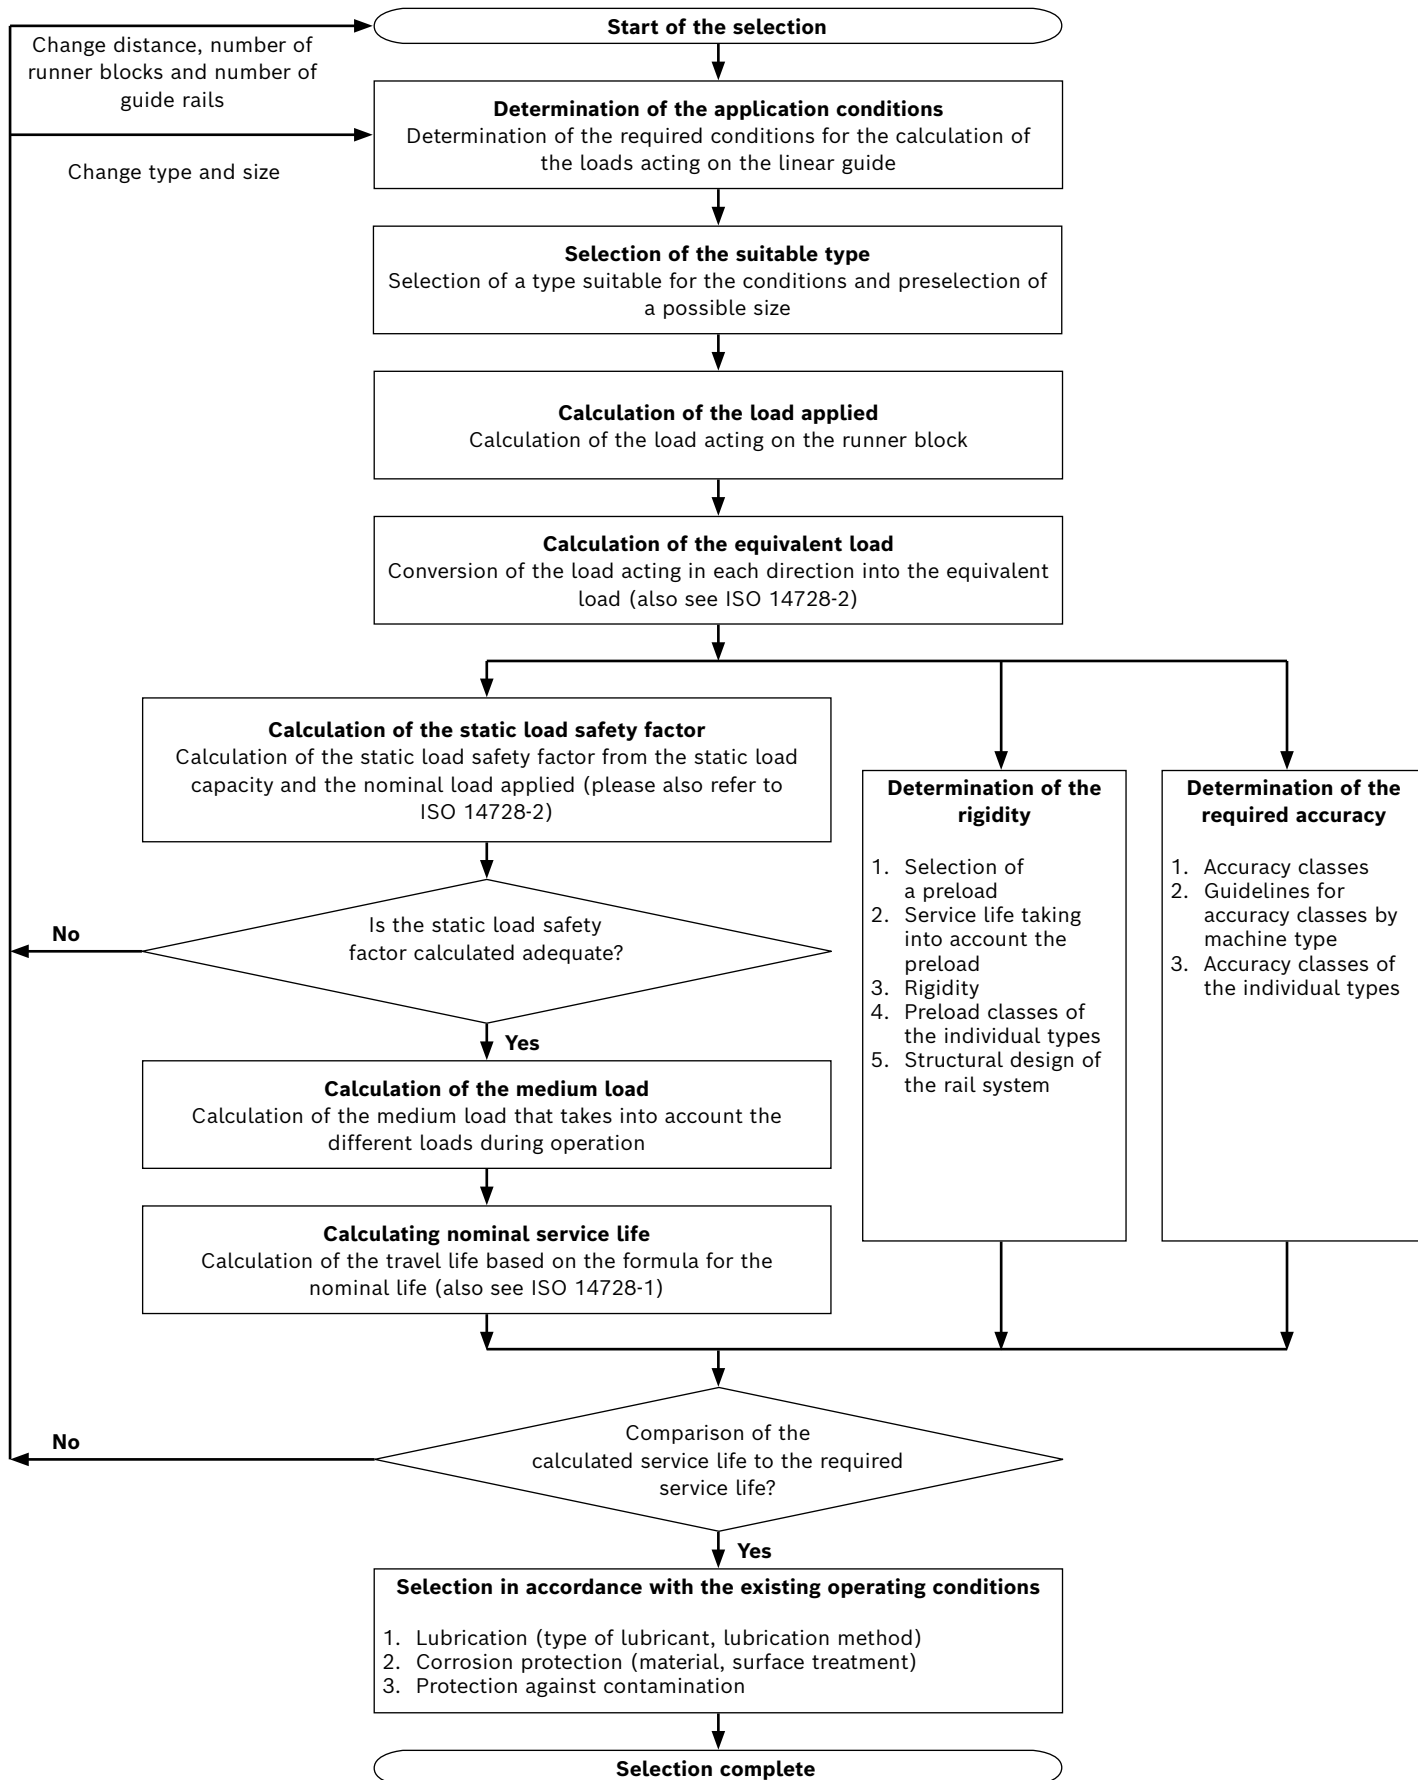 Start of the selection
Change distance, number of
runner blocks and number of
guide rails
Determination of the application conditions
Determination of the required conditions for the calculation of
the loads acting on the linear guide
Change type and size
Selection of the suitable type
Selection of a type suitable for the conditions and preselection of
a possible size
Calculation of the load applied
Calculation of the load acting on the runner block
Calculation of the equivalent load
Conversion of the load acting in each direction into the equivalent
load (also see ISO 14728-2)
Calculation of the static load safety factor
Calculation of the static load safety factor from the static load
capacity and the nominal load applied (please also refer to
ISO 14728-2)
Is the static load safety
factor calculated adequate?
No
Yes
Calculation of the medium load
Calculation of the medium load that takes into account the
different loads during operation
Calculating nominal service life
Calculation of the travel life based on the formula for the
nominal life (also see ISO 14728-1)
Determination of the
rigidity
1. Selection of
a preload
2. Service life taking
into account the
preload
3. Rigidity
4. Preload classes of
the individual types
5. Structural design of
the rail system
Determination of the
required accuracy
1. Accuracy classes
2. Guidelines for
accuracy classes by
machine type
3. Accuracy classes of
the individual types
Comparison of the
calculated service life to the required
service life?
No
Yes
Selection in accordance with the existing operating conditions
1. Lubrication (type of lubricant, lubrication method)
2. Corrosion protection (material, surface treatment)
3. Protection against contamination
Selection complete